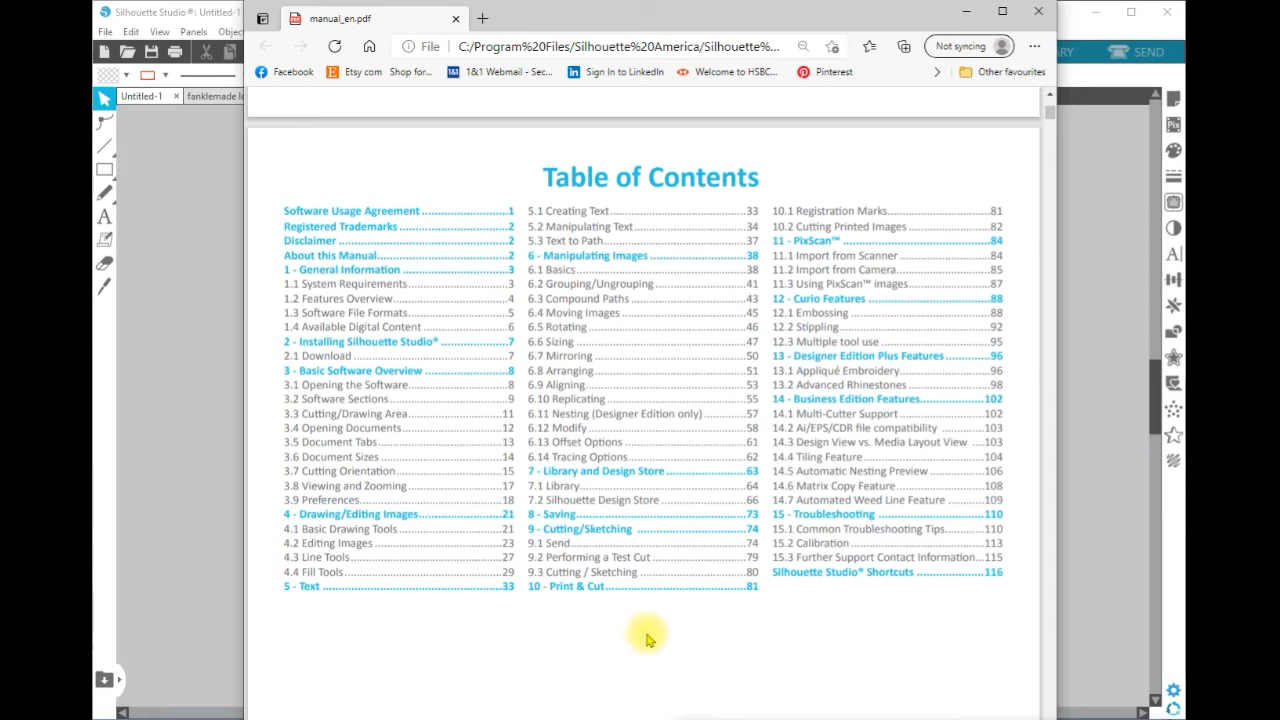 Silhouette Studio®: Untitled-1
manual_en.pdf
File
C:/Program%20Files/Silhouette%20America/Silhouette%...
Not syncing
File Edit View Panels Object
Facebook
Etsy com Shop for...
1&1 Webmail - Sec...
Sign In to LinkedIn
Welcome to HSBC...
Pinterest
Other favourites
SEND
Untitled-1
Table of Contents
Software Usage Agreement 1
Registered Trademarks 2
Disclaimer 2
About this Manual 2
1 - General Information 3
1.1 System Requirements 3
1.2 Features Overview 4
1.3 Software File Formats 5
1.4 Available Digital Content 6
2 - Installing Silhouette Studio® 7
2.1 Download 7
3 - Basic Software Overview 8
3.1 Opening the Software 8
3.2 Software Sections 9
3.3 Cutting/Drawing Area 11
3.4 Opening Documents 12
3.5 Document Tabs 13
3.6 Document Sizes 14
3.7 Cutting Orientation 15
3.8 Viewing and Zooming 17
3.9 Preferences 18
4 - Drawing/Editing Images 21
4.1 Basic Drawing Tools 21
4.2 Editing Images 23
4.3 Line Tools 27
4.4 Fill Tools 29
5 - Text 33
5.1 Creating Text 33
5.2 Manipulating Text 34
5.3 Text to Path 37
6 - Manipulating Images 38
6.1 Basics 38
6.2 Grouping/Ungrouping 41
6.3 Compound Paths 43
6.4 Moving Images 45
6.5 Rotating 46
6.6 Sizing 47
6.7 Mirroring 50
6.8 Arranging 51
6.9 Aligning 53
6.10 Replicating 55
6.11 Nesting (Designer Edition only) 57
6.12 Modify 58
6.13 Offset Options 61
6.14 Tracing Options 62
7 - Library and Design Store 63
7.1 Library 64
7.2 Silhouette Design Store 66
8 - Saving 73
9 - Cutting/Sketching 74
9.1 Send 74
9.2 Performing a Test Cut 79
9.3 Cutting / Sketching 80
10 - Print & Cut 81
10.1 Registration Marks 81
10.2 Cutting Printed Images 82
11 - PixScan™ 84
11.1 Import from Scanner 84
11.2 Import from Camera 85
11.3 Using PixScan™ images 87
12 - Curio Features 88
12.1 Embossing 88
12.2 Stippling 92
12.3 Multiple tool use 95
13 - Designer Edition Plus Features 96
13.1 Appliqué Embroidery 96
13.2 Advanced Rhinestones 98
14 - Business Edition Features 102
14.1 Multi-Cutter Support 102
14.2 Ai/EPS/CDR file compatibility 103
14.3 Design View vs. Media Layout View 103
14.4 Tiling Feature 104
14.5 Automatic Nesting Preview 106
14.6 Matrix Copy Feature 108
14.7 Automated Weed Line Feature 109
15 - Troubleshooting 110
15.1 Common Troubleshooting Tips 110
15.2 Calibration 113
15.3 Further Support Contact Information 115
Silhouette Studio® Shortcuts 116